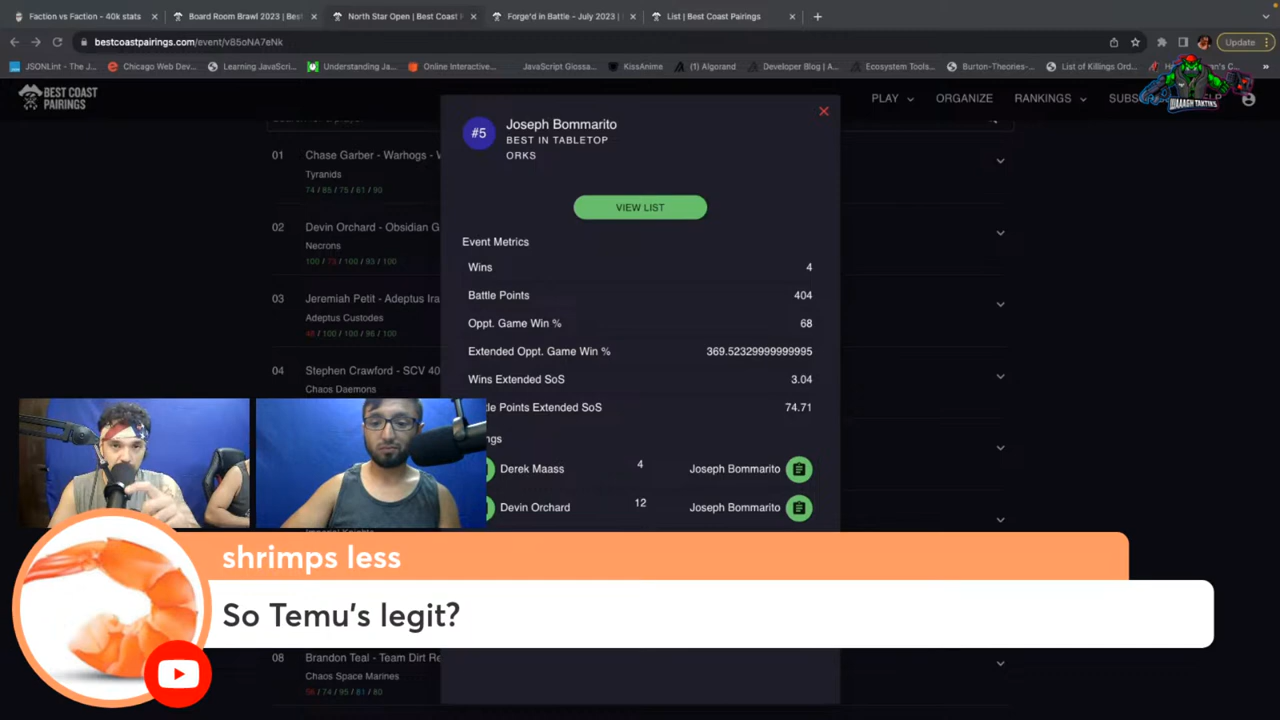 Faction vs Faction - 40k stats
Board Room Brawl 2023 | Bes
North Star Open | Best Coast P
Forge'd in Battle - July 2023 |
List | Best Coast Pairings
bestcoastpairings.com/event/v85oNA7eNk
Update
JSONLint - The J...
Chicago Web Dev...
Learning JavaScri...
Understanding Ja...
Online Interactive...
JavaScript Glossa...
KissAnime
(1) Algorand
Developer Blog | A...
Ecosystem Tools...
Burton-Theories-...
List of Killings Ord...
BEST COAST
PAIRINGS
PLAY
ORGANIZE
RANKINGS
WAAAGH TAKTIKS
#5
Joseph Bommarito
BEST IN TABLETOP
ORKS
VIEW LIST
Event Metrics
Wins 4
Battle Points 404
Oppt. Game Win % 68
Extended Oppt. Game Win % 369.52329999999995
Wins Extended SoS 3.04
tle Points Extended SoS 74.71
ngs
Derek Maass 4 Joseph Bommarito
Devin Orchard 12 Joseph Bommarito
01 Chase Garber - Warhogs - W
Tyranids
74 / 85 / 75 / 61 / 90
02 Devin Orchard - Obsidian G
Necrons
100 / 73 / 100 / 93 / 100
03 Jeremiah Petit - Adeptus Ira
Adeptus Custodes
48 / 100 / 100 / 96 / 100
04 Stephen Crawford - SCV 40
Chaos Daemons
shrimps less
So Temu's legit?
08 Brandon Teal - Team Dirt Re
Chaos Space Marines
56 / 74 / 95 / 81 / 80